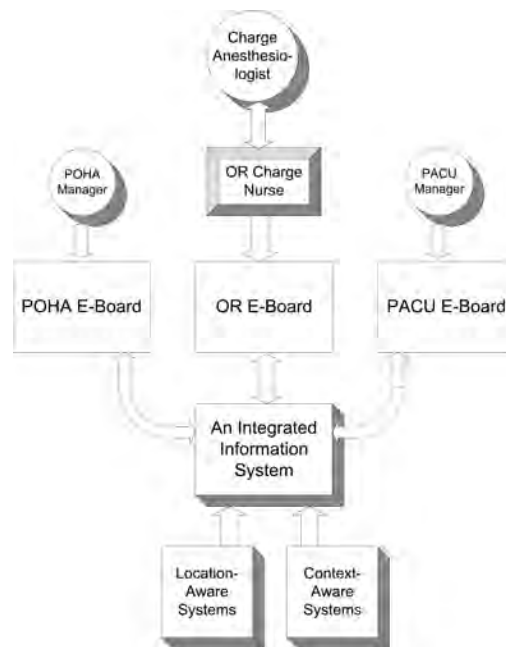 Charge
Anesthesio-
logist
OR Charge
Nurse
POHA
Manager
PACU
Manager
POHA E-Board
OR E-Board
PACU E-Board
An Integrated
Information
System
Location-
Aware
Systems
Context-
Aware
Systems